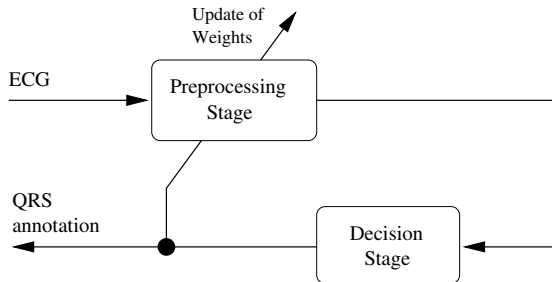 Update of
Weights
ECG
Preprocessing
Stage
QRS
annotation
Decision
Stage